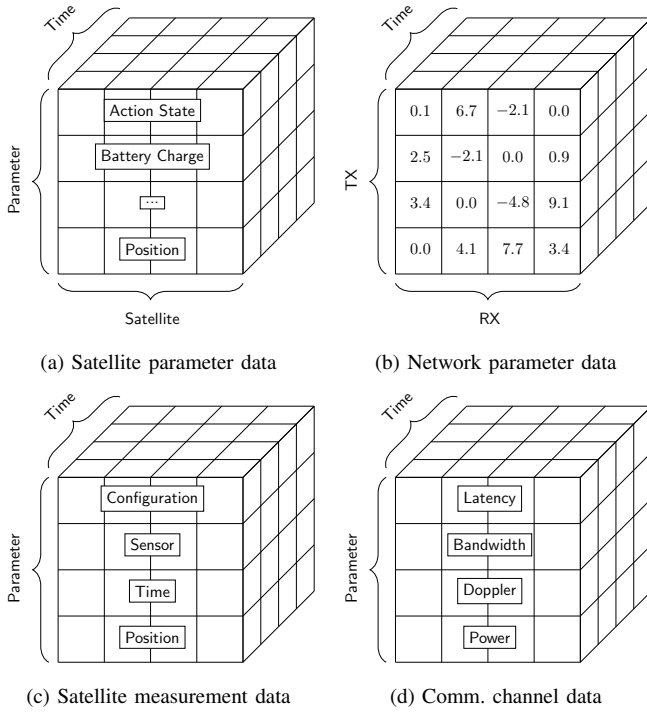 Time
Parameter
Action State
Battery Charge
...
Position
Satellite
(a) Satellite parameter data
Time
TX
0.1 6.7 −2.1 0.0
2.5 −2.1 0.0 0.9
3.4 0.0 −4.8 9.1
0.0 4.1 7.7 3.4
RX
(b) Network parameter data
Time
Parameter
Configuration
Sensor
Time
Position
(c) Satellite measurement data
Time
Parameter
Latency
Bandwidth
Doppler
Power
(d) Comm. channel data